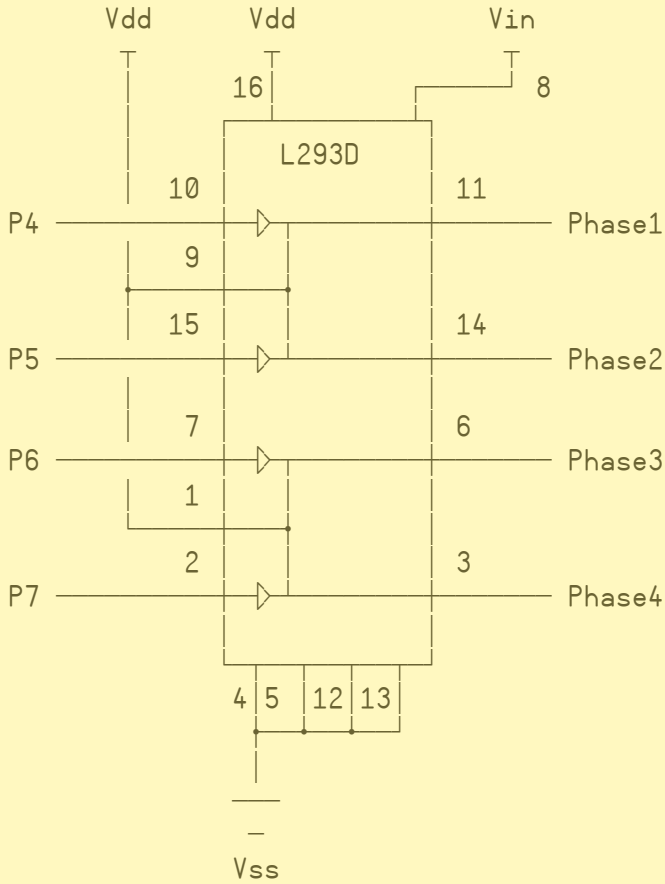 Vdd Vdd Vin
16 8
L293D
10 11
P4 Phase1
9
15 14
P5 Phase2
7 6
P6 Phase3
1
2 3
P7 Phase4
4 5 12 13
Vss